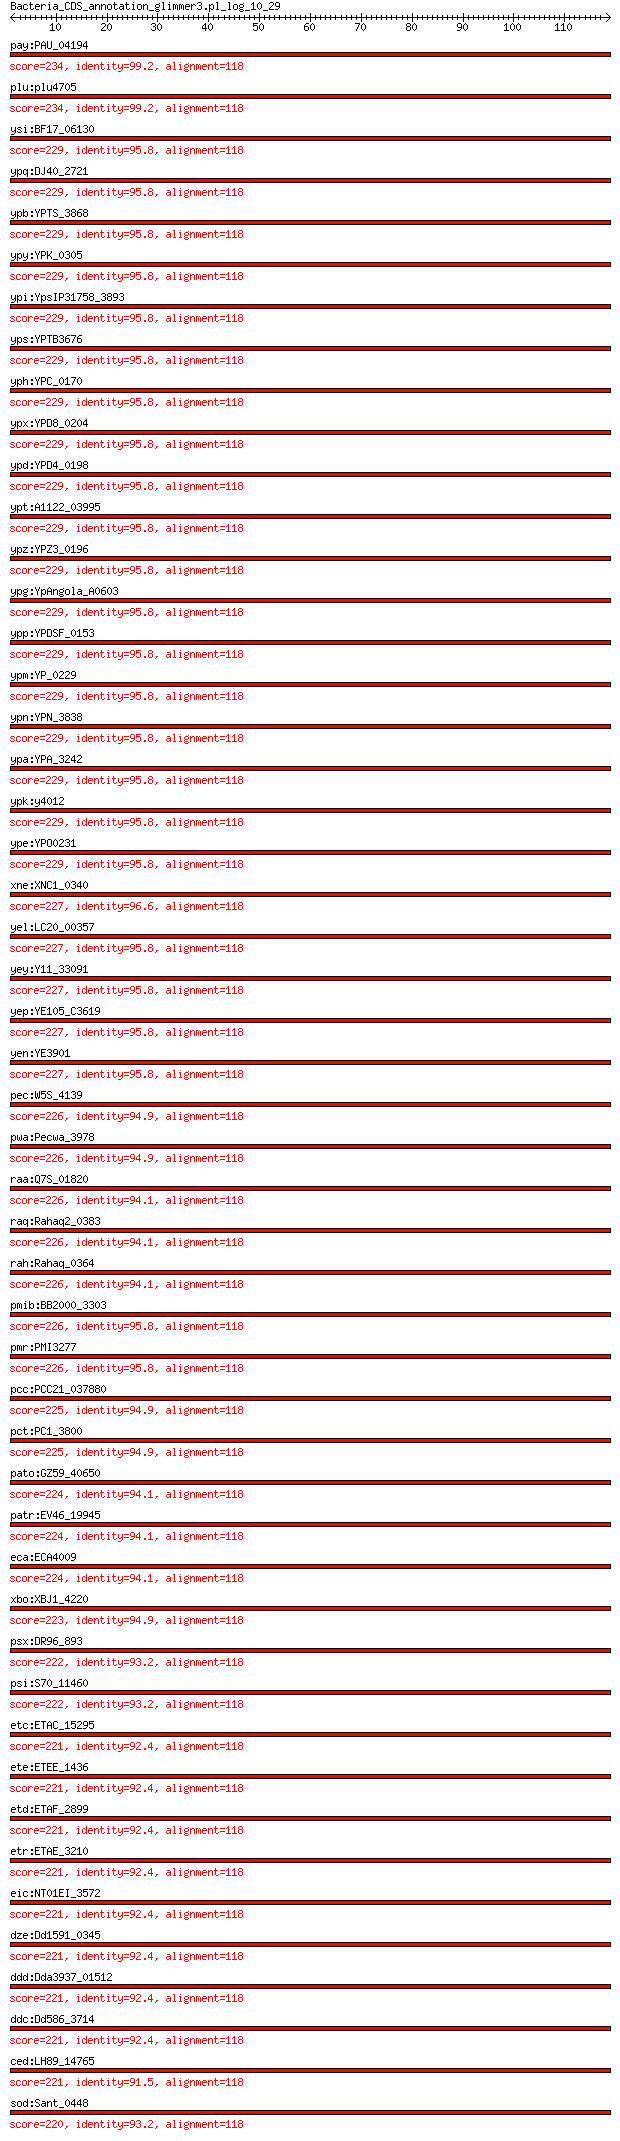 Bacteria_CDS_annotation_glimmer3.pl_log_10_29
10 20 30 40 50 60 70 80 90 100 110
pay:PAU_04194
score=234, identity=99.2, alignment=118
plu:plu4705
score=234, identity=99.2, alignment=118
ysi:BF17_06130
score=229, identity=95.8, alignment=118
ypq:DJ40_2721
score=229, identity=95.8, alignment=118
ypb:YPTS_3868
score=229, identity=95.8, alignment=118
ypy:YPK_0305
score=229, identity=95.8, alignment=118
ypi:YpsIP31758_3893
score=229, identity=95.8, alignment=118
yps:YPTB3676
score=229, identity=95.8, alignment=118
yph:YPC_0170
score=229, identity=95.8, alignment=118
ypx:YPD8_0204
score=229, identity=95.8, alignment=118
ypd:YPD4_0198
score=229, identity=95.8, alignment=118
ypt:A1122_03995
score=229, identity=95.8, alignment=118
ypz:YPZ3_0196
score=229, identity=95.8, alignment=118
ypg:YpAngola_A0603
score=229, identity=95.8, alignment=118
ypp:YPDSF_0153
score=229, identity=95.8, alignment=118
ypm:YP_0229
score=229, identity=95.8, alignment=118
ypn:YPN_3838
score=229, identity=95.8, alignment=118
ypa:YPA_3242
score=229, identity=95.8, alignment=118
ypk:y4012
score=229, identity=95.8, alignment=118
ype:YPO0231
score=229, identity=95.8, alignment=118
xne:XNC1_0340
score=227, identity=96.6, alignment=118
yel:LC20_00357
score=227, identity=95.8, alignment=118
yey:Y11_33091
score=227, identity=95.8, alignment=118
yep:YE105_C3619
score=227, identity=95.8, alignment=118
yen:YE3901
score=227, identity=95.8, alignment=118
pec:W5S_4139
score=226, identity=94.9, alignment=118
pwa:Pecwa_3978
score=226, identity=94.9, alignment=118
raa:Q7S_01820
score=226, identity=94.1, alignment=118
raq:Rahaq2_0383
score=226, identity=94.1, alignment=118
rah:Rahaq_0364
score=226, identity=94.1, alignment=118
pmib:BB2000_3303
score=226, identity=95.8, alignment=118
pmr:PMI3277
score=226, identity=95.8, alignment=118
pcc:PCC21_037880
score=225, identity=94.9, alignment=118
pct:PC1_3800
score=225, identity=94.9, alignment=118
pato:GZ59_40650
score=224, identity=94.1, alignment=118
patr:EV46_19945
score=224, identity=94.1, alignment=118
eca:ECA4009
score=224, identity=94.1, alignment=118
xbo:XBJ1_4220
score=223, identity=94.9, alignment=118
psx:DR96_893
score=222, identity=93.2, alignment=118
psi:S70_11460
score=222, identity=93.2, alignment=118
etc:ETAC_15295
score=221, identity=92.4, alignment=118
ete:ETEE_1436
score=221, identity=92.4, alignment=118
etd:ETAF_2899
score=221, identity=92.4, alignment=118
etr:ETAE_3210
score=221, identity=92.4, alignment=118
eic:NT01EI_3572
score=221, identity=92.4, alignment=118
dze:Dd1591_0345
score=221, identity=92.4, alignment=118
ddd:Dda3937_01512
score=221, identity=92.4, alignment=118
ddc:Dd586_3714
score=221, identity=92.4, alignment=118
ced:LH89_14765
score=221, identity=91.5, alignment=118
sod:Sant_0448
score=220, identity=93.2, alignment=118